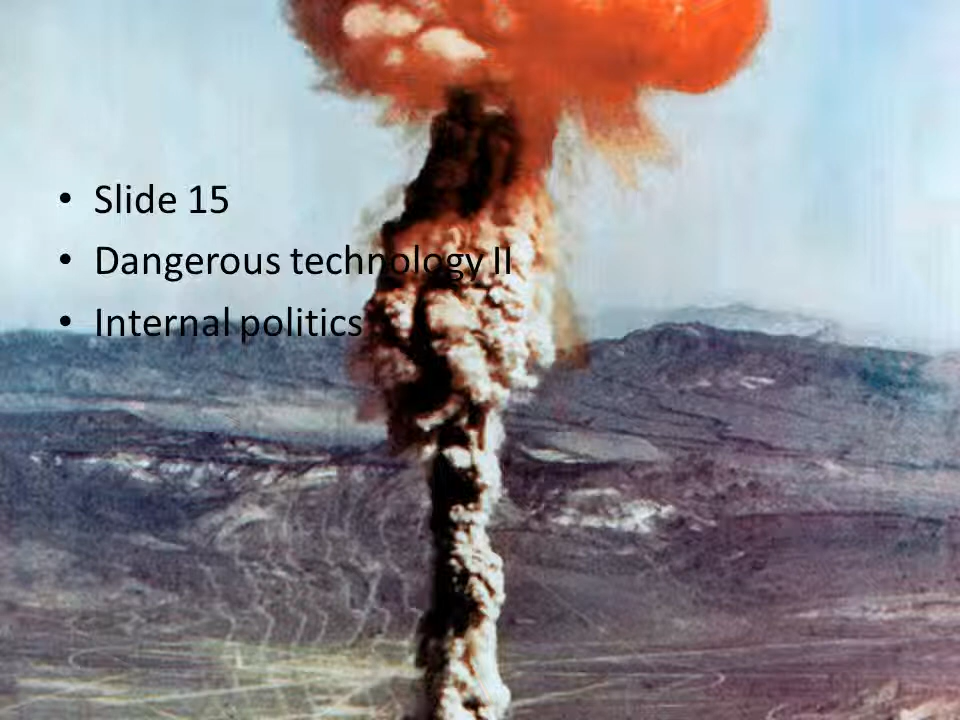 • Slide 15
• Dangerous technology II
• Internal politics